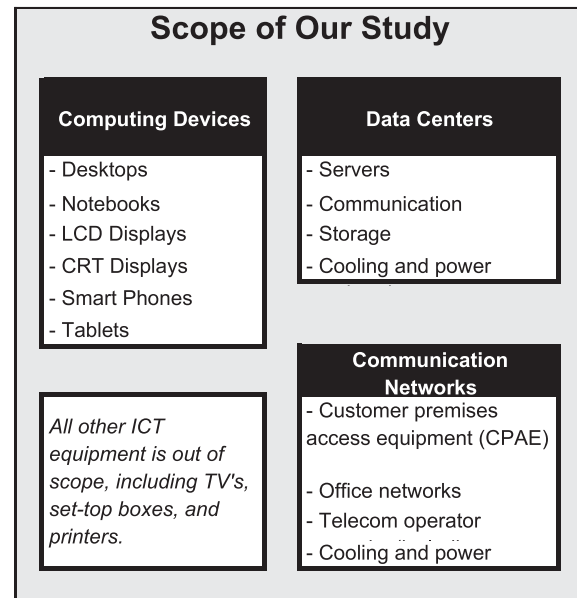 Scope of Our Study
Computing Devices
- Desktops
- Notebooks
- LCD Displays
- CRT Displays
- Smart Phones
- Tablets
All other ICT
equipment is out of
scope, including TV's,
set-top boxes, and
printers.
Data Centers
- Servers
- Communication
- Storage
- Cooling and power
Communication
Networks
- Customer premises
access equipment (CPAE)
- Office networks
- Telecom operator
- Cooling and power